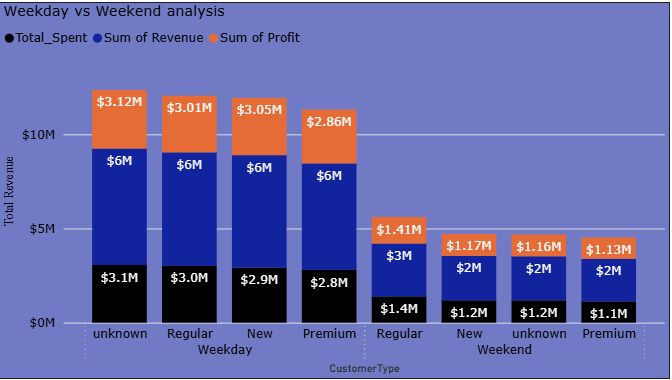 Weekday vs Weekend analysis
Total_Spent Sum of Revenue Sum of Profit
Total Revenue
$10M
$5M
$0M
$3.12M $3.01M $3.05M $2.86M
$6M $6M $6M $6M
$3.1M $3.0M $2.9M $2.8M
$1.41M $1.17M $1.16M $1.13M
$3M $2M $2M $2M
$1.4M $1.2M $1.2M $1.1M
unknown Regular New Premium Regular New unknown Premium
Weekday Weekend
CustomerType